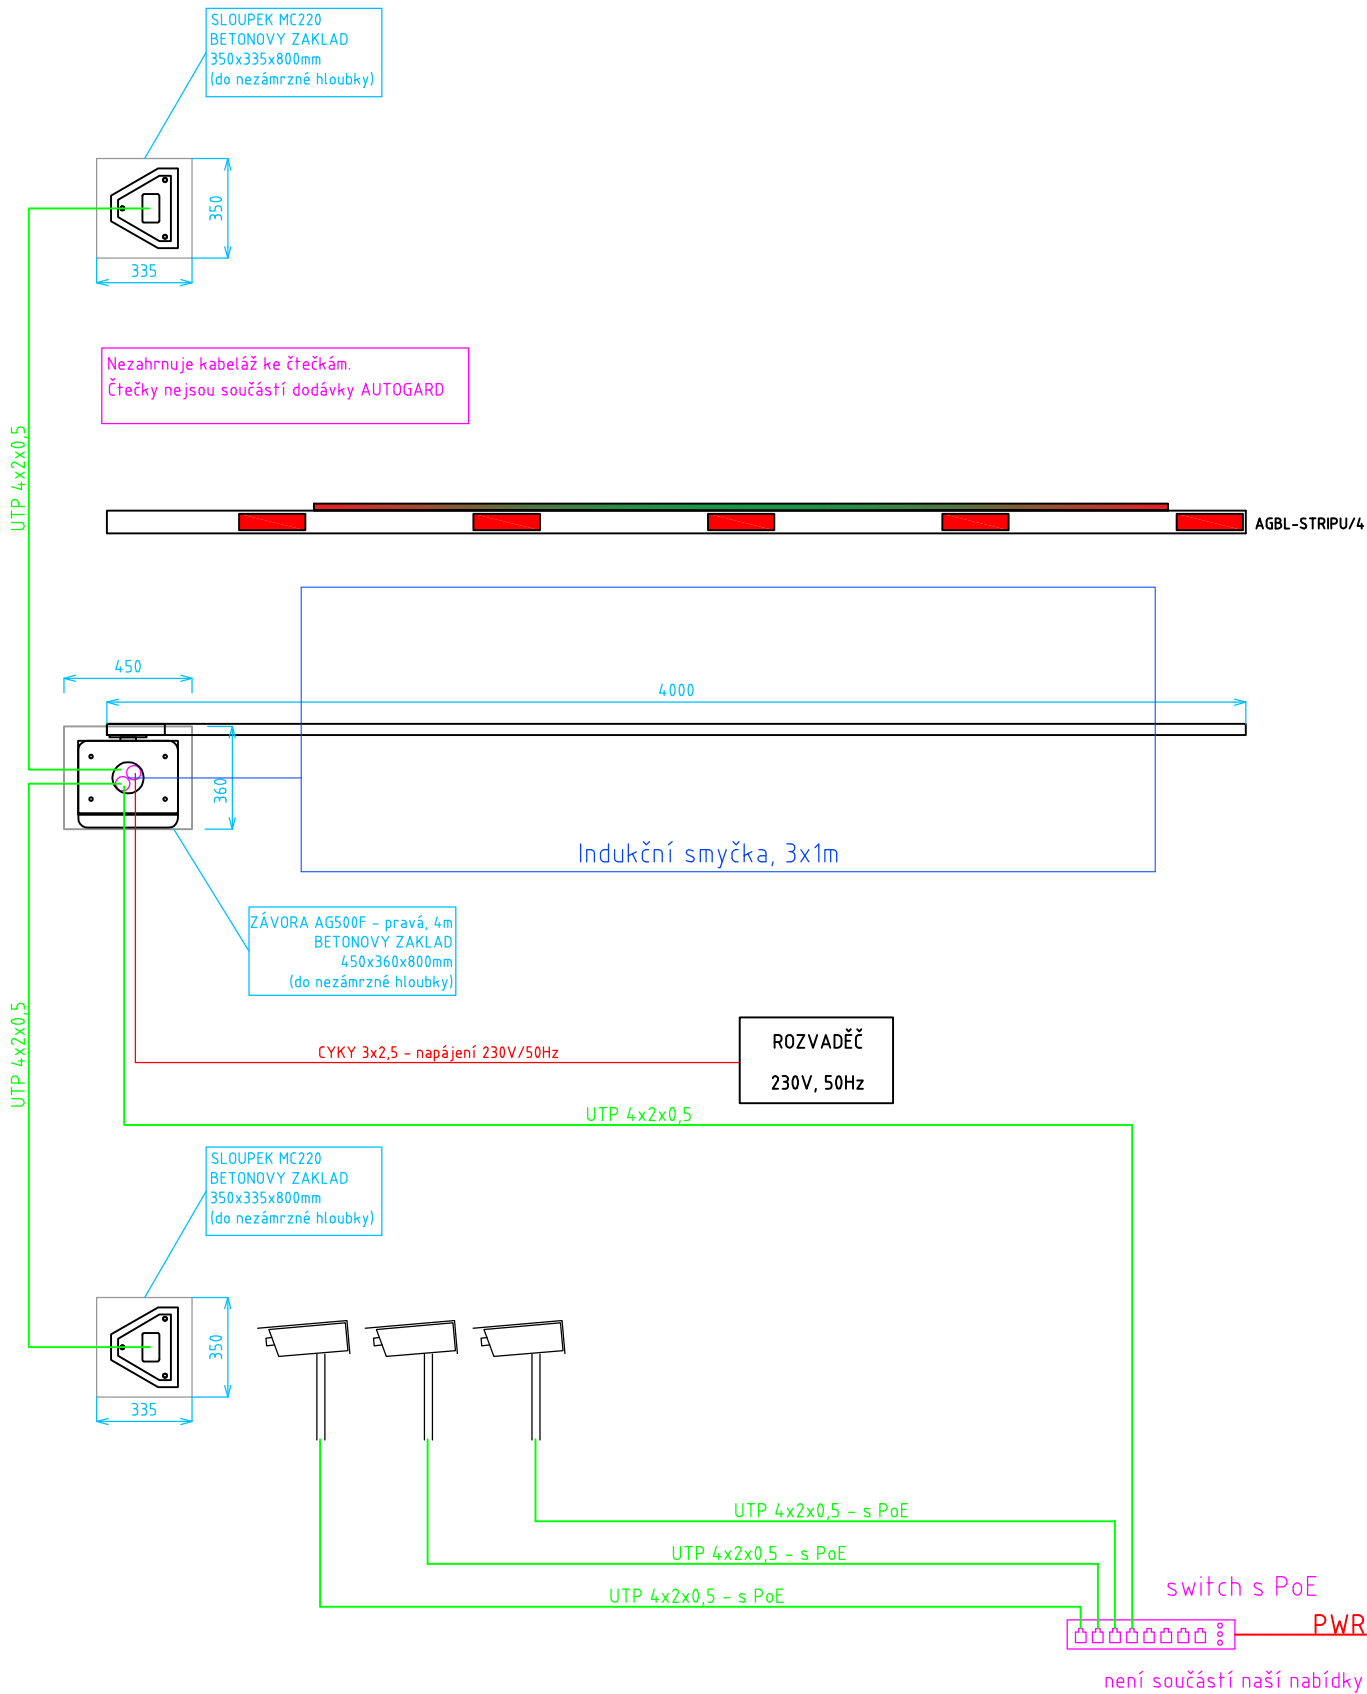 SLOUPEK MC220
BETONOVY ZAKLAD
350x335x800mm
(do nezámrzné hloubky)
350
335
Nezahrnuje kabeláž ke čtečkám.
Čtečky nejsou součástí dodávky AUTOGARD
UTP 4x2x0,5
AGBL-STRIPU/4
450
4000
360
Indukční smyčka, 3x1m
ZÁVORA AG500F - pravá, 4m
BETONOVY ZAKLAD
450x360x800mm
(do nezámrzné hloubky)
UTP 4x2x0,5
ROZVADĚČ
230V, 50Hz
CYKY 3x2,5 - napájení 230V/50Hz
UTP 4x2x0,5
SLOUPEK MC220
BETONOVY ZAKLAD
350x335x800mm
(do nezámrzné hloubky)
350
335
UTP 4x2x0,5 - s PoE
UTP 4x2x0,5 - s PoE
UTP 4x2x0,5 - s PoE
switch s PoE
PWR
není součástí naší nabídky